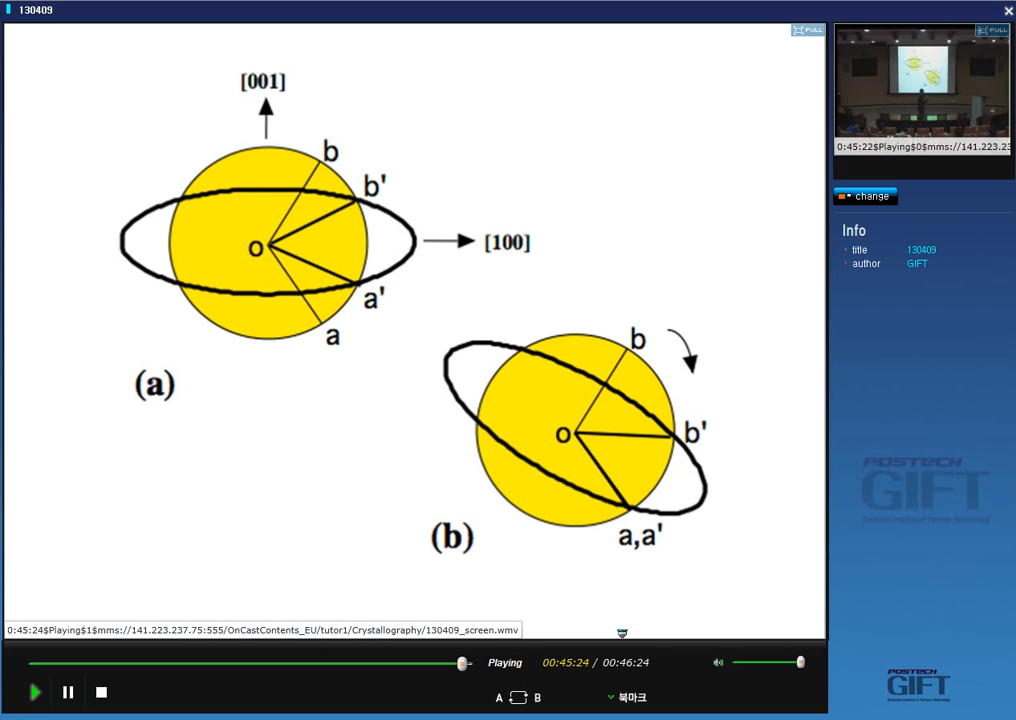 130409
FULL
[001]
b
b'
o
[100]
a'
a
(a)
b
o
b'
(b)
a,a'
0:45:24$Playing$1$mms://141.223.237.75:555/OnCastContents_EU/tutor1/Crystallography/130409_screen.wmv
Playing 00:45:24 / 00:46:24
A B 북마크
FULL
0:45:22$Playing$0$mms://141.223.23
change
Info
title 130409
author GIFT
POSTECH
GIFT
POSTECH
GIFT